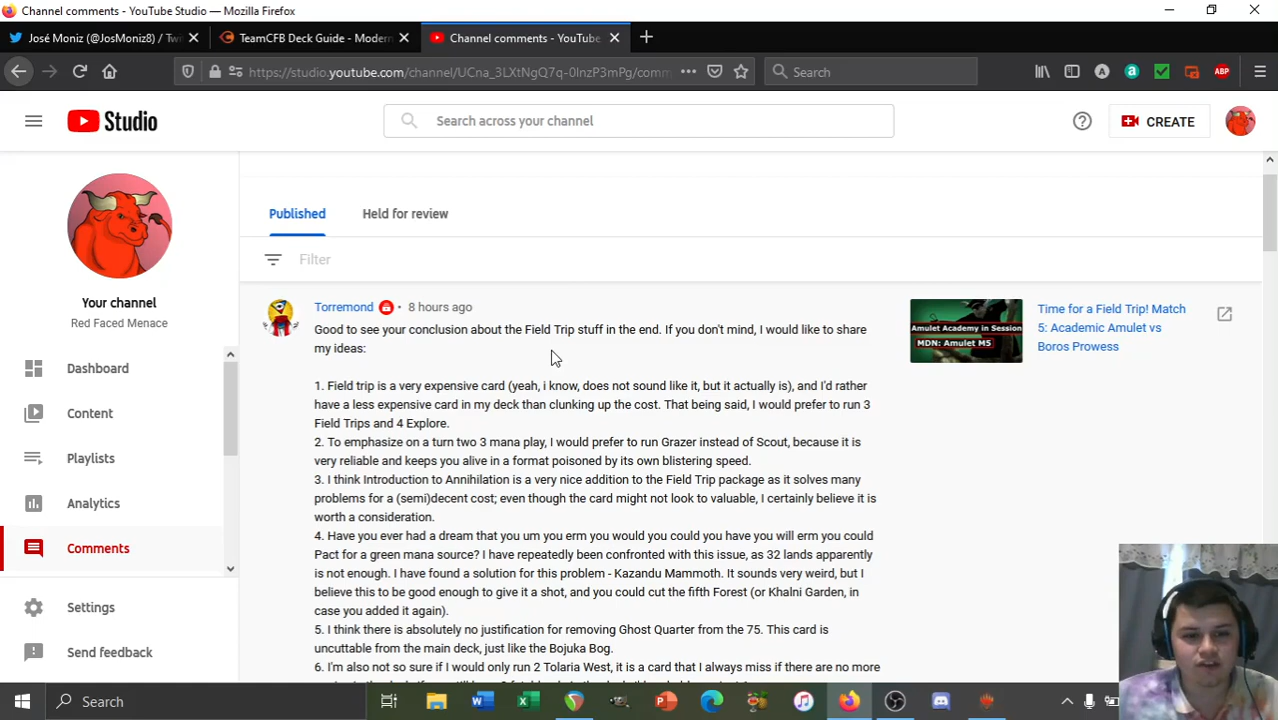 Channel comments - YouTube Studio — Mozilla Firefox
José Moniz (@JosMoniz8) / Twi
TeamCFB Deck Guide - Modern
Channel comments - YouTube
https://studio.youtube.com/channel/UCna_3LXtNgQ7q-0lnzP3mPg/comm
Search
ABP
Studio
Search across your channel
CREATE
Published
Held for review
Filter
Your channel
Red Faced Menace
Dashboard
Content
Playlists
Analytics
Comments
Settings
Send feedback
Torremond • 8 hours ago
Good to see your conclusion about the Field Trip stuff in the end. If you don't mind, I would like to share
my ideas:
1. Field trip is a very expensive card (yeah, i know, does not sound like it, but it actually is), and I'd rather
have a less expensive card in my deck than clunking up the cost. That being said, I would prefer to run 3
Field Trips and 4 Explore.
2. To emphasize on a turn two 3 mana play, I would prefer to run Grazer instead of Scout, because it is
very reliable and keeps you alive in a format poisoned by its own blistering speed.
3. I think Introduction to Annihilation is a very nice addition to the Field Trip package as it solves many
problems for a (semi)decent cost; even though the card might not look to valuable, I certainly believe it is
worth a consideration.
4. Have you ever had a dream that you um you erm you would you could you have you will erm you could
Pact for a green mana source? I have repeatedly been confronted with this issue, as 32 lands apparently
is not enough. I have found a solution for this problem - Kazandu Mammoth. It sounds very weird, but I
believe this to be good enough to give it a shot, and you could cut the fifth Forest (or Khalni Garden, in
case you added it again).
5. I think there is absolutely no justification for removing Ghost Quarter from the 75. This card is
uncuttable from the main deck, just like the Bojuka Bog.
6. I'm also not so sure if I would only run 2 Tolaria West, it is a card that I always miss if there are no more
Amulet Academy in Session
MDN: Amulet M5
Time for a Field Trip! Match
5: Academic Amulet vs
Boros Prowess
Search